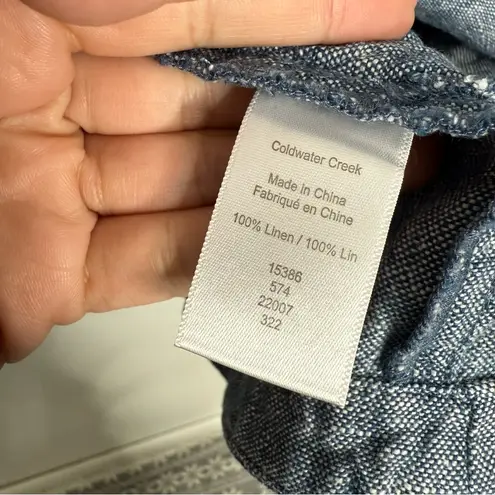 Coldwater Creek
Made in China
Fabriqué en Chine
100% Linen / 100% Lin
15386
574
22007
322